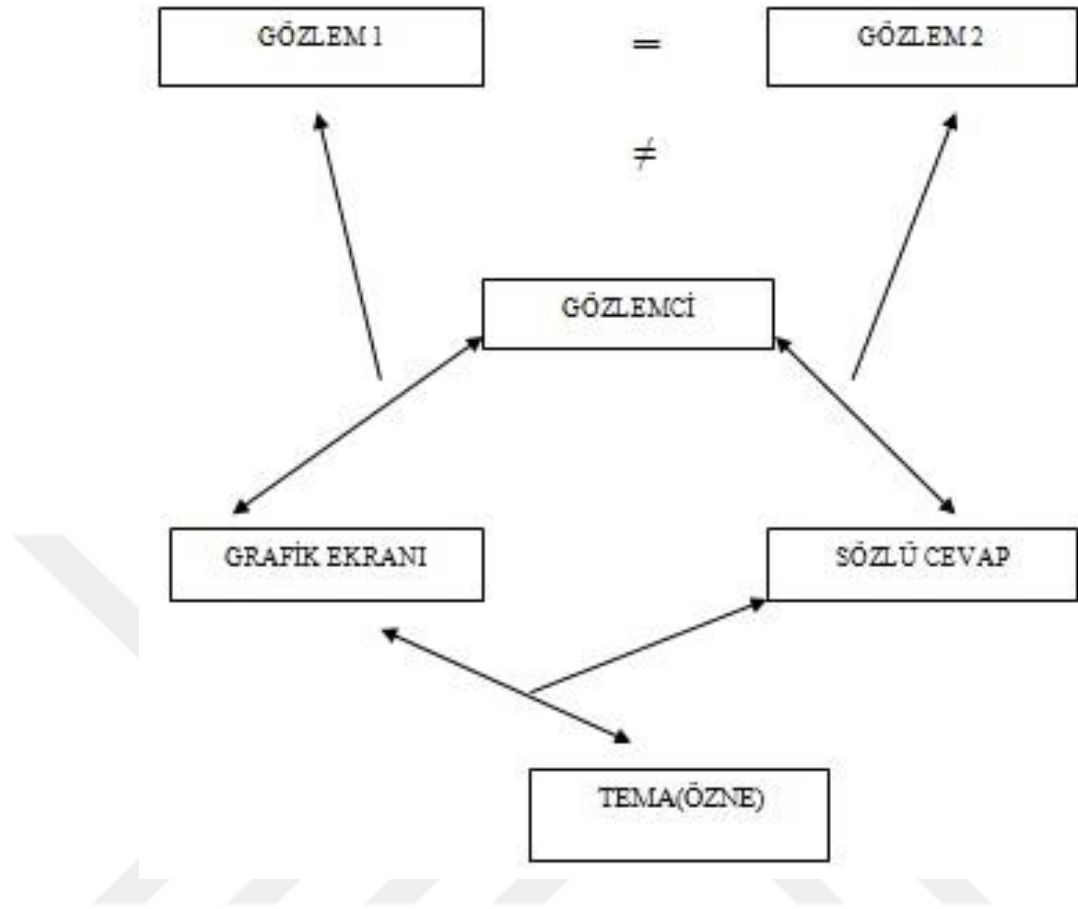 GÖZLEM 1 = GÖZLEM 2
≠
GÖZLEMCİ
GRAFİK EKRANI SÖZLÜ CEVAP
TEMA(ÖZNE)